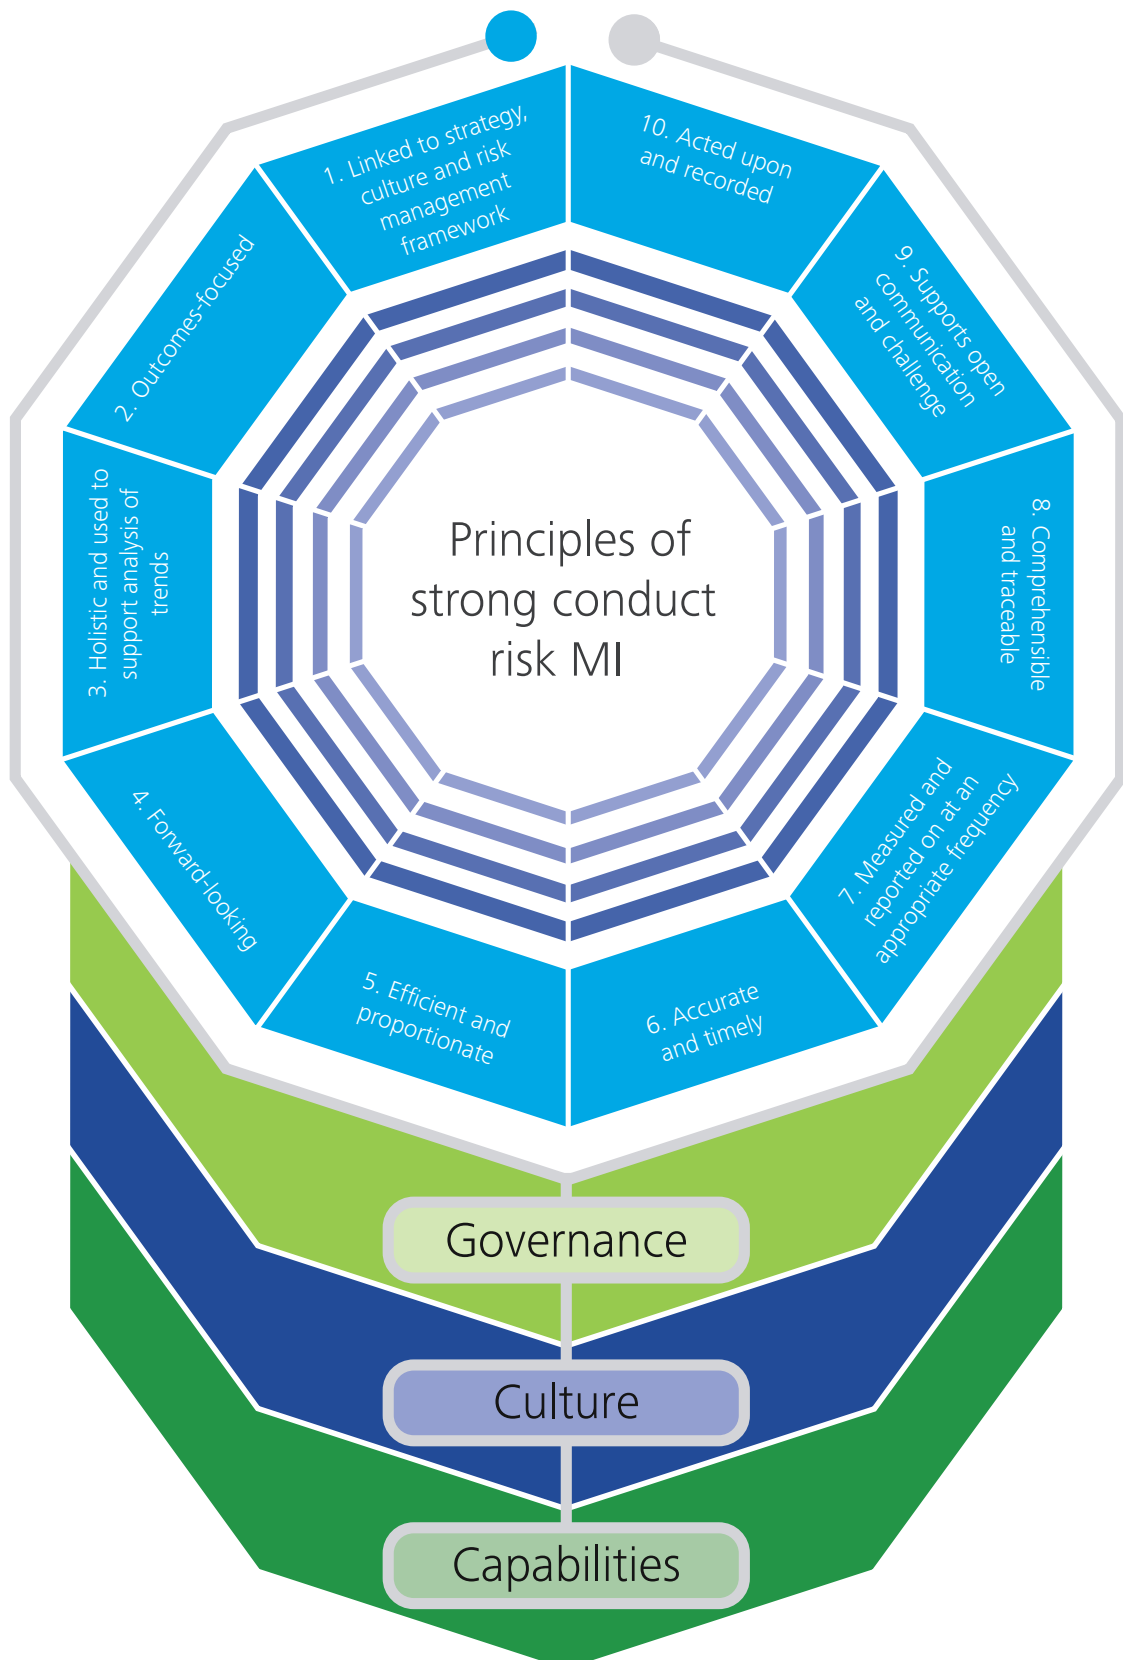 1. Linked to strategy,
culture and risk
management
framework
2. Outcomes-focused
3. Holistic and used to
support analysis of
trends
4. Forward-looking
5. Efficient and
proportionate
6. Accurate
and timely
7. Measured and
reported on at an
appropriate frequency
8. Comprehensible
and traceable
9. Supports open
communication
and challenge
10. Acted upon
and recorded
Principles of
strong conduct
risk MI
Governance
Culture
Capabilities